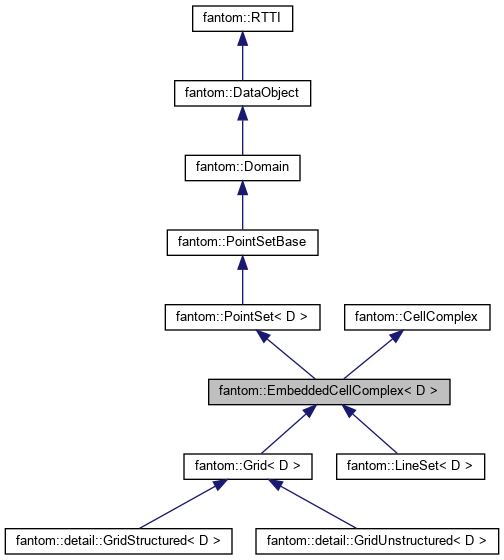 fantom::RTTI
fantom::DataObject
fantom::Domain
fantom::PointSetBase
fantom::PointSet< D >
fantom::CellComplex
fantom::EmbeddedCellComplex< D >
fantom::Grid< D >
fantom::LineSet< D >
fantom::detail::GridStructured< D >
fantom::detail::GridUnstructured< D >